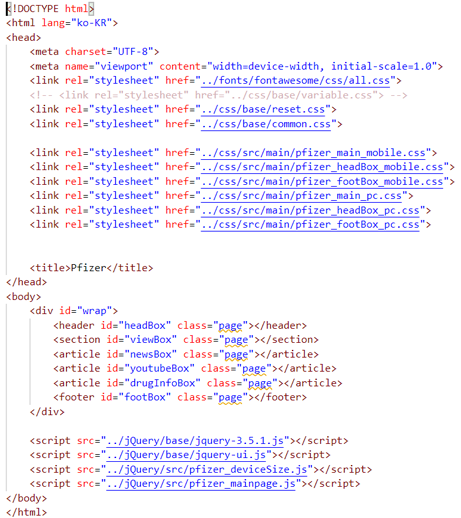 <!DOCTYPE html>
<html lang="ko-KR">
<head>
<meta charset="UTF-8">
<meta name="viewport" content="width=device-width, initial-scale=1.0">
<link rel="stylesheet" href="../fonts/fontawesome/css/all.css">
<!-- <link rel="stylesheet" href="../css/base/variable.css"> -->
<link rel="stylesheet" href="../css/base/reset.css">
<link rel="stylesheet" href="../css/base/common.css">
<link rel="stylesheet" href="../css/src/main/pfizer_main_mobile.css">
<link rel="stylesheet" href="../css/src/main/pfizer_headBox_mobile.css">
<link rel="stylesheet" href="../css/src/main/pfizer_footBox_mobile.css">
<link rel="stylesheet" href="../css/src/main/pfizer_main_pc.css">
<link rel="stylesheet" href="../css/src/main/pfizer_headBox_pc.css">
<link rel="stylesheet" href="../css/src/main/pfizer_footBox_pc.css">
<title>Pfizer</title>
</head>
<body>
<div id="wrap">
<header id="headBox" class="page"></header>
<section id="viewBox" class="page"></section>
<article id="newsBox" class="page"></article>
<article id="youtubeBox" class="page"></article>
<article id="drugInfoBox" class="page"></article>
<footer id="footBox" class="page"></footer>
</div>
<script src="../jQuery/base/jquery-3.5.1.js"></script>
<script src="../jQuery/base/jquery-ui.js"></script>
<script src="../jQuery/src/pfizer_deviceSize.js"></script>
<script src="../jQuery/src/pfizer_mainpage.js"></script>
</body>
</html>